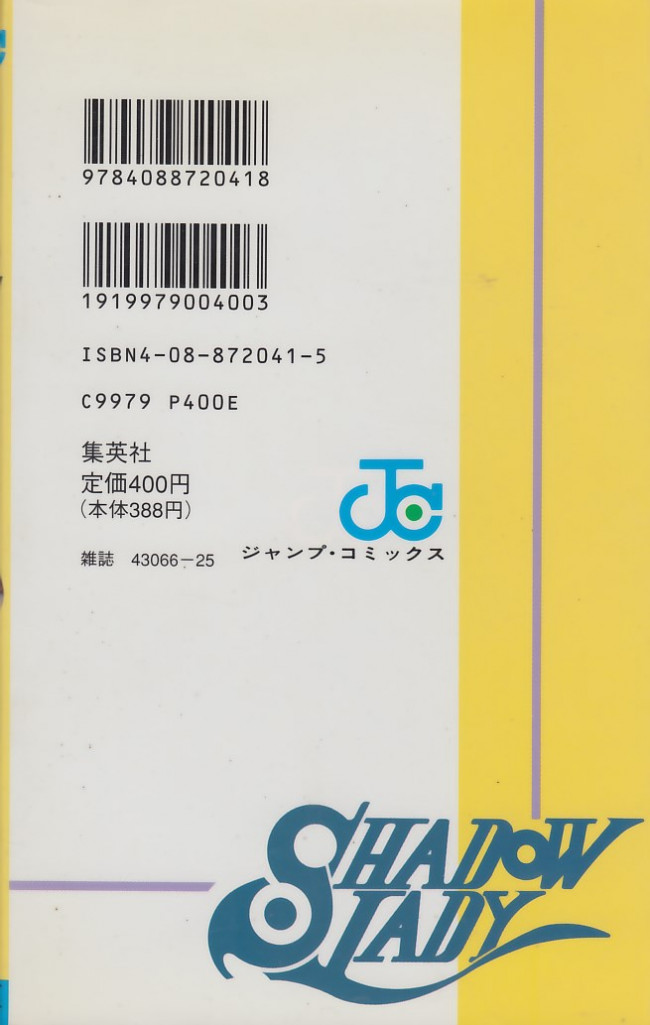 9784088720418
1919979004003
ISBN4-08-872041-5
C9979 P400E
集英社
定価400円
(本体388円)
雑誌 43066-25
JC
ジャンプ・コミックス
SHADOW
LADY